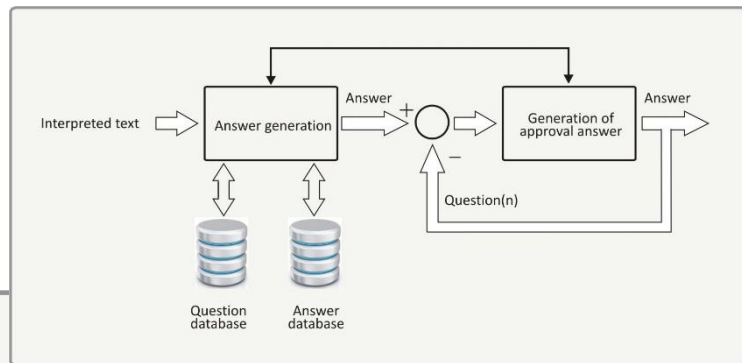 Interpreted text
Answer generation
Answer
+
−
Generation of
approval answer
Answer
Question(n)
Question
database
Answer
database